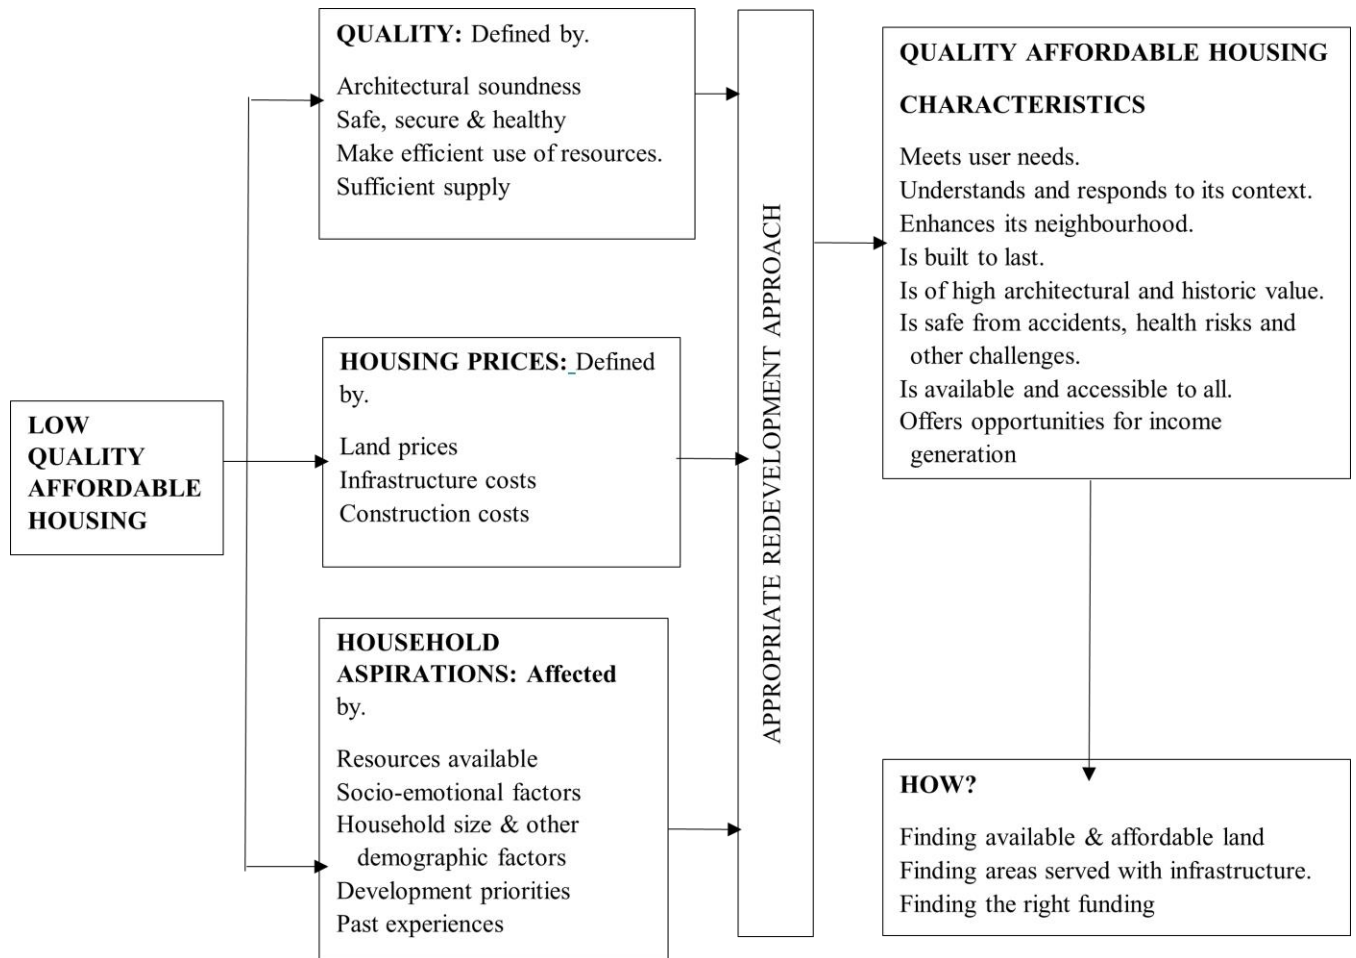 LOW
QUALITY
AFFORDABLE
HOUSING
QUALITY: Defined by.
Architectural soundness
Safe, secure & healthy
Make efficient use of resources.
Sufficient supply
HOUSING PRICES: Defined
by.
Land prices
Infrastructure costs
Construction costs
HOUSEHOLD
ASPIRATIONS: Affected
by.
Resources available
Socio-emotional factors
Household size & other
demographic factors
Development priorities
Past experiences
APPROPRIATE REDEVELOPMENT APPROACH
QUALITY AFFORDABLE HOUSING
CHARACTERISTICS
Meets user needs.
Understands and responds to its context.
Enhances its neighbourhood.
Is built to last.
Is of high architectural and historic value.
Is safe from accidents, health risks and
other challenges.
Is available and accessible to all.
Offers opportunities for income
generation
HOW?
Finding available & affordable land
Finding areas served with infrastructure.
Finding the right funding